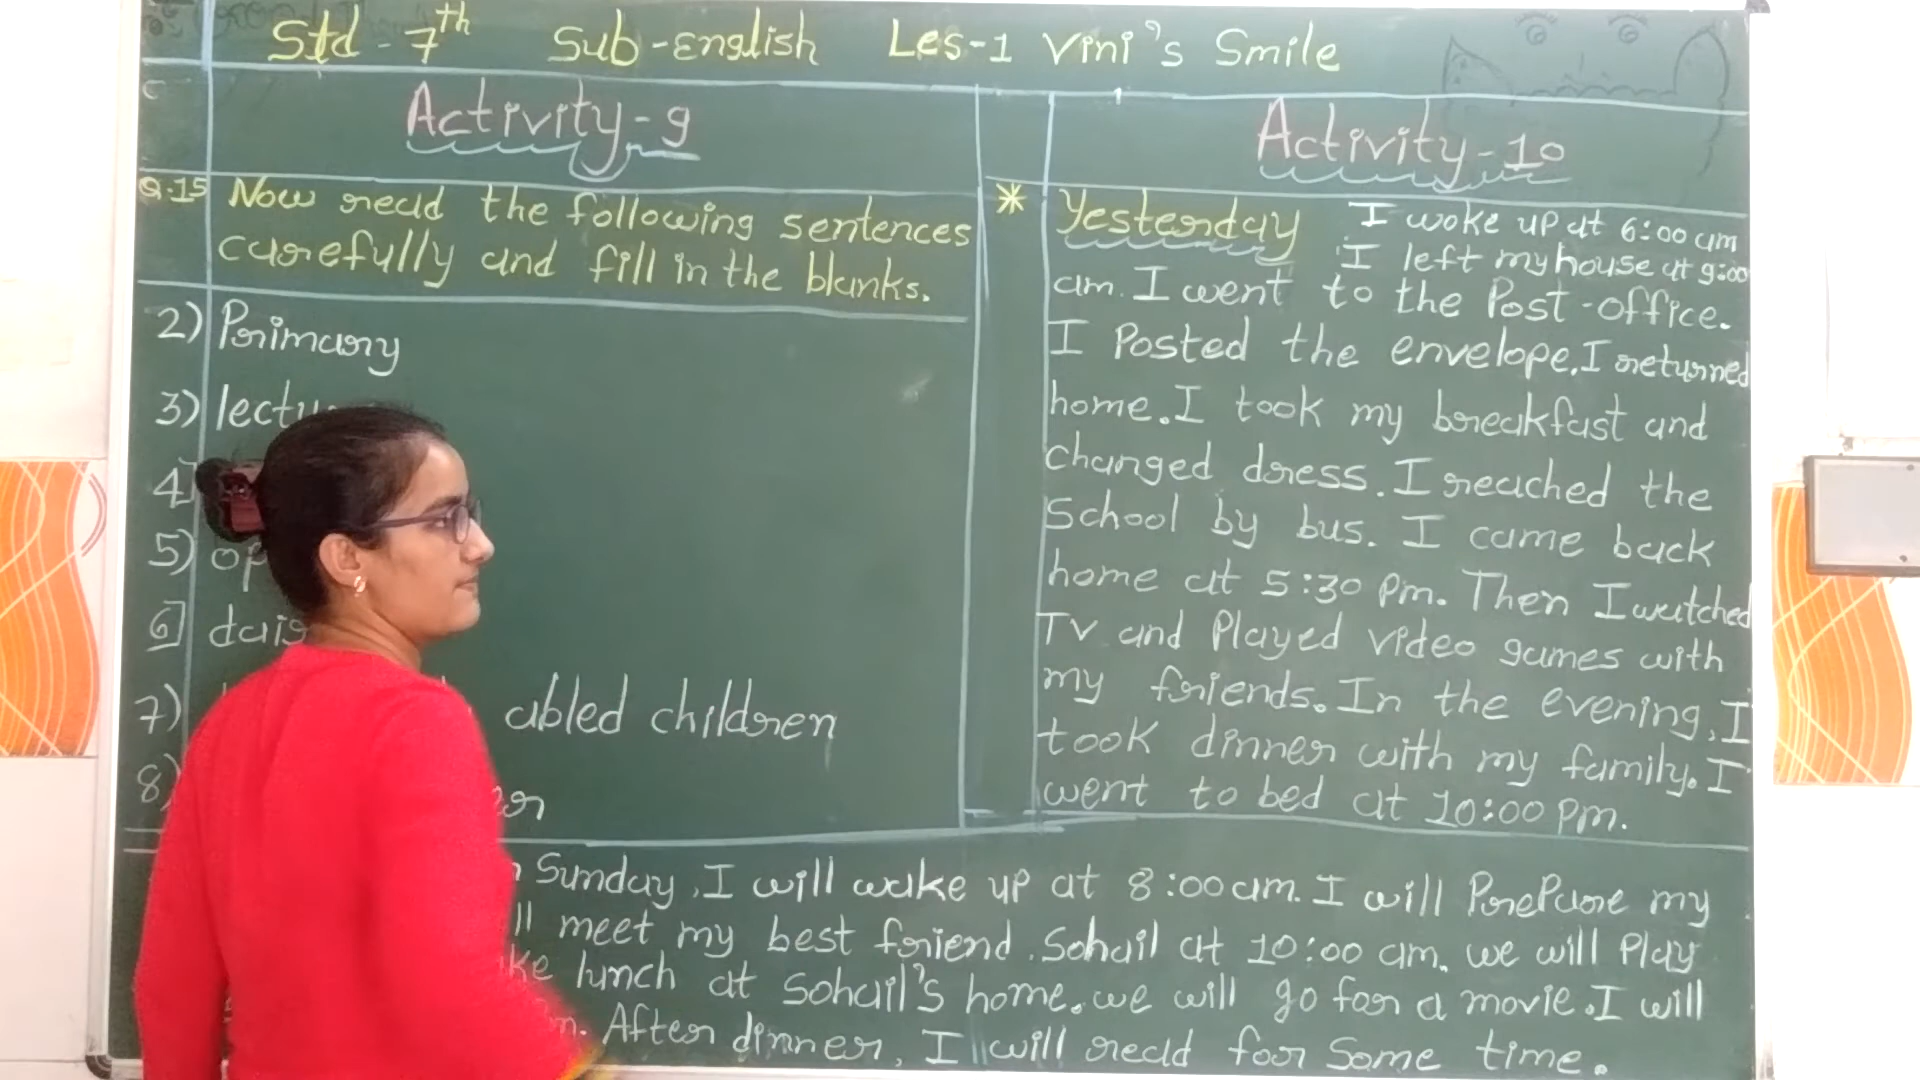 Std - 7th Sub - English Les-1 Vini's Smile
Activity - 9
Q.15 Now read the following sentences
carefully and fill in the blanks.
2) Primary
3)
4]
5)
6]
7) abled children
8)
Activity - 10
* Yesterday I woke up at 6:00 am
I left my house at 9:00
am. I went to the Post-office.
I Posted the envelope. I returned
home. I took my breakfast and
changed dress. I reached the
School by bus. I came back
home at 5:30 Pm. Then I watched
TV and Played video games with
my friends. In the evening, I
took dinner with my family. I
went to bed at 10:00 Pm.
Sunday, I will wake up at 8:00 am. I will PrePare my
meet my best friend. Sohail at 10:00 am. we will Play
lunch at Sohail's home. we will go for a movie. I will
After dinner, I will read for Some time.